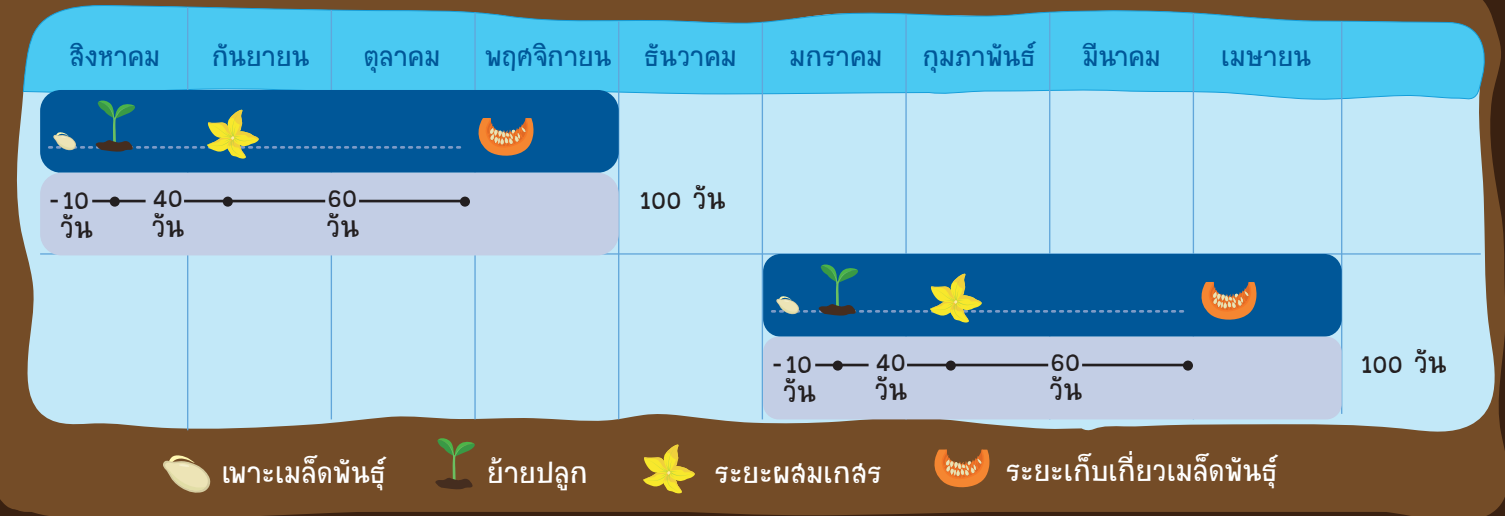 สิงหาคม กันยายน ตุลาคม พฤศจิกายน ธันวาคม มกราคม กุมภาพันธ์ มีนาคม เมษายน
-10 วัน
40 วัน
60 วัน
100 วัน
-10 วัน
40 วัน
60 วัน
100 วัน
เพาะเมล็ดพันธุ์ ย้ายปลูก ระยะผสมเกสร ระยะเก็บเกี่ยวเมล็ดพันธุ์